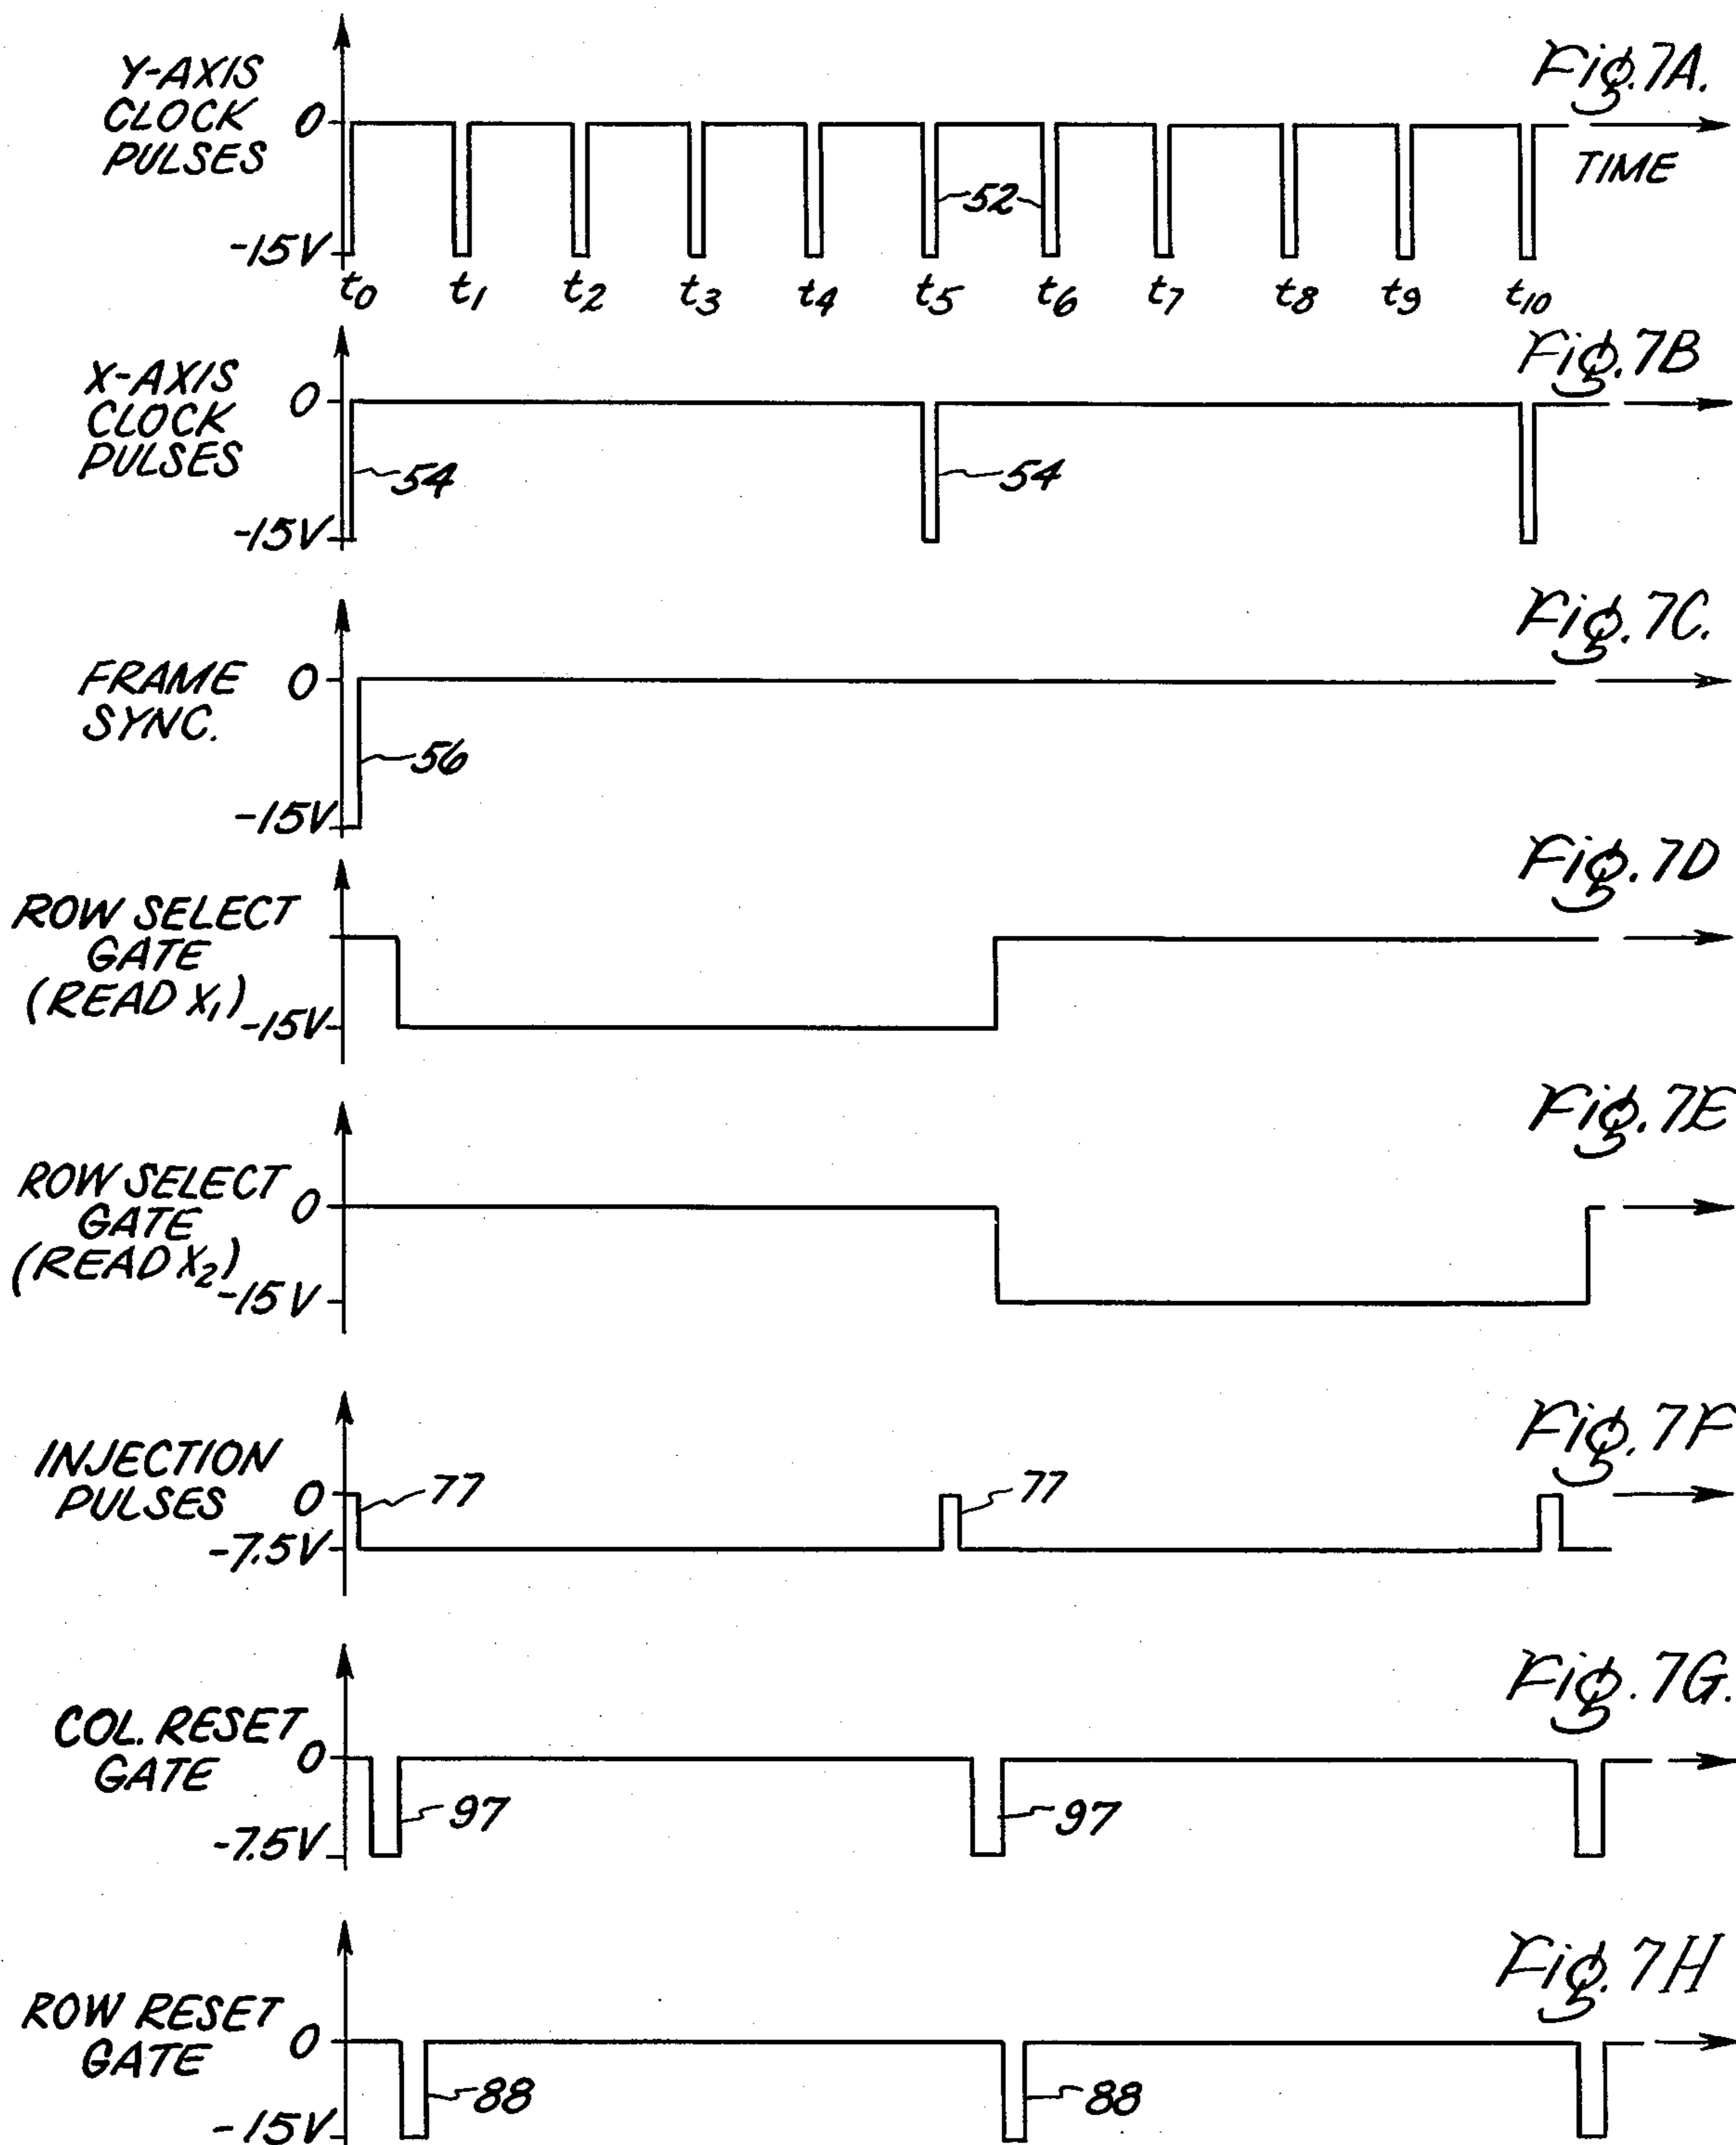 Fig. 7A.
Y-AXIS
CLOCK
PULSES
0
-15V
52
TIME
t0 t1 t2 t3 t4 t5 t6 t7 t8 t9 t10
Fig. 7B
X-AXIS
CLOCK
PULSES
0
-15V
54
54
Fig. 7C.
FRAME
SYNC.
0
-15V
56
Fig. 7D
ROW SELECT
GATE
(READ X1)
-15V
Fig. 7E
ROW SELECT
GATE
(READ X2)
0
-15V
Fig. 7F
INJECTION
PULSES
0
-7.5V
77
77
Fig. 7G.
COL. RESET
GATE
0
-7.5V
97
97
Fig. 7H
ROW RESET
GATE
0
-15V
88
88